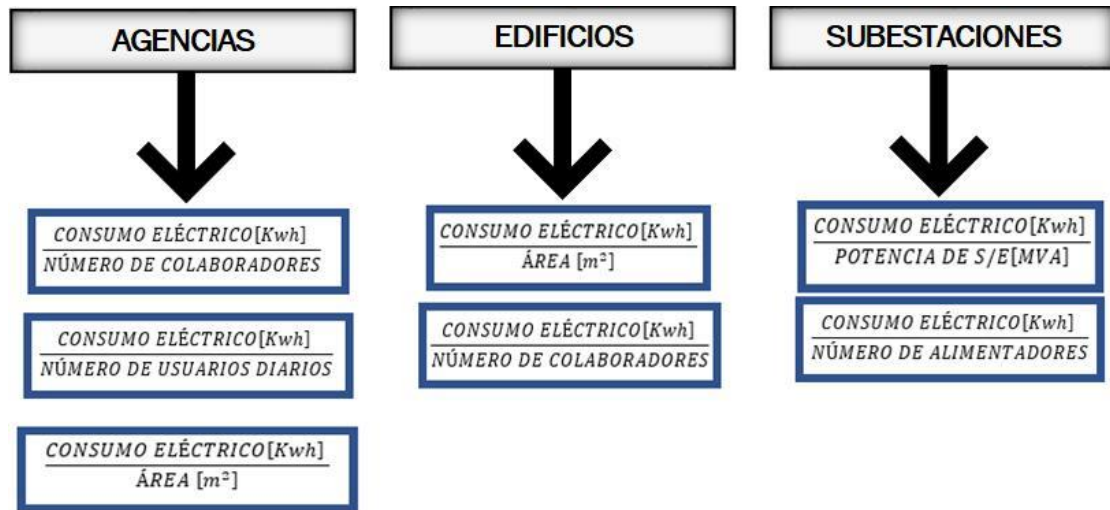 AGENCIAS
CONSUMO ELÉCTRICO[Kwh]
NÚMERO DE COLABORADORES
CONSUMO ELÉCTRICO[Kwh]
NÚMERO DE USUARIOS DIARIOS
CONSUMO ELÉCTRICO[Kwh]
ÁREA [m²]
EDIFICIOS
CONSUMO ELÉCTRICO[Kwh]
ÁREA [m²]
CONSUMO ELÉCTRICO[Kwh]
NÚMERO DE COLABORADORES
SUBESTACIONES
CONSUMO ELÉCTRICO[Kwh]
POTENCIA DE S/E[MVA]
CONSUMO ELÉCTRICO[Kwh]
NÚMERO DE ALIMENTADORES